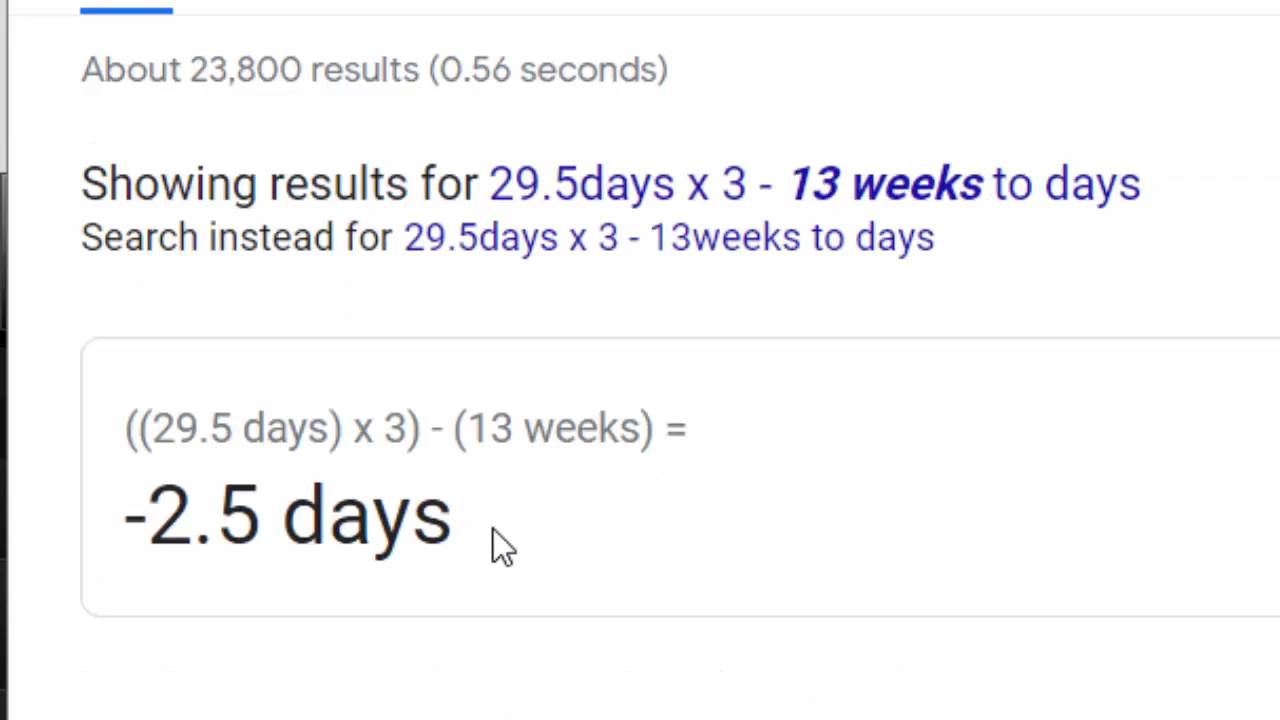 About 23,800 results (0.56 seconds)
Showing results for 29.5days x 3 - 13 weeks to days
Search instead for 29.5days x 3 - 13weeks to days
((29.5 days) x 3) - (13 weeks) =
-2.5 days